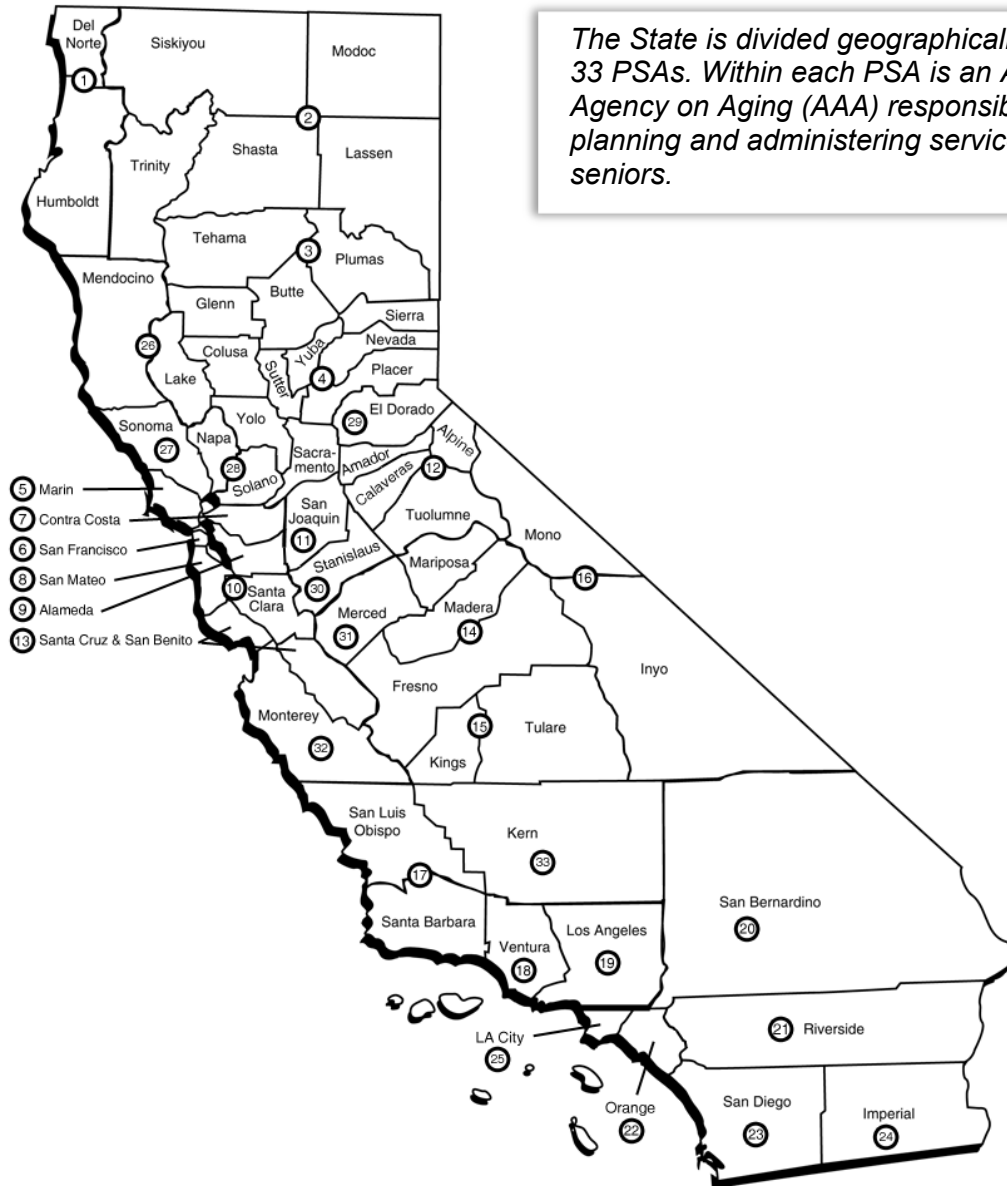 The State is divided geographical
33 PSAs. Within each PSA is an
Agency on Aging (AAA) responsib
planning and administering servic
seniors.
Del
Norte
Siskiyou
Modoc
1
2
Shasta
Lassen
Trinity
Humboldt
Tehama
3
Plumas
Mendocino
Glenn
Butte
Sierra
Nevada
26
Colusa
Sutter
Yuba
4
Placer
Lake
29
El Dorado
Sonoma
27
Napa
Yolo
28
Solano
Sacra-
mento
Amador
Alpine
Calaveras
12
5 Marin
7 Contra Costa
6 San Francisco
8 San Mateo
9 Alameda
13 Santa Cruz & San Benito
San
Joaquin
11
Tuolumne
Mono
Stanislaus
30
Mariposa
16
10
Santa
Clara
Merced
31
Madera
14
Inyo
Fresno
Monterey
32
15
Tulare
Kings
San Luis
Obispo
17
Kern
33
San Bernardino
20
Santa Barbara
Ventura
18
Los Angeles
19
LA City
25
21 Riverside
Orange
22
San Diego
23
Imperial
24